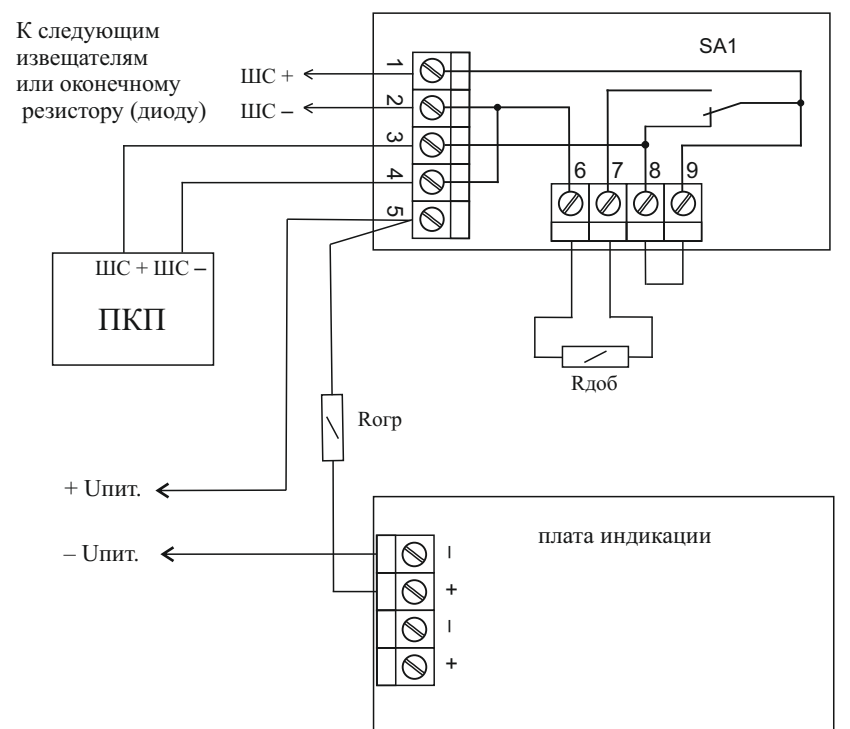 К следующим
извещателям
или оконечному
резистору (диоду)
ШС +
ШС –
1
2
3
4
5
SA1
6 7 8 9
ШС + ШС –
ПКП
Rдоб
Rогр
+ Uпит.
– Uпит.
плата индикации
–
+
–
+